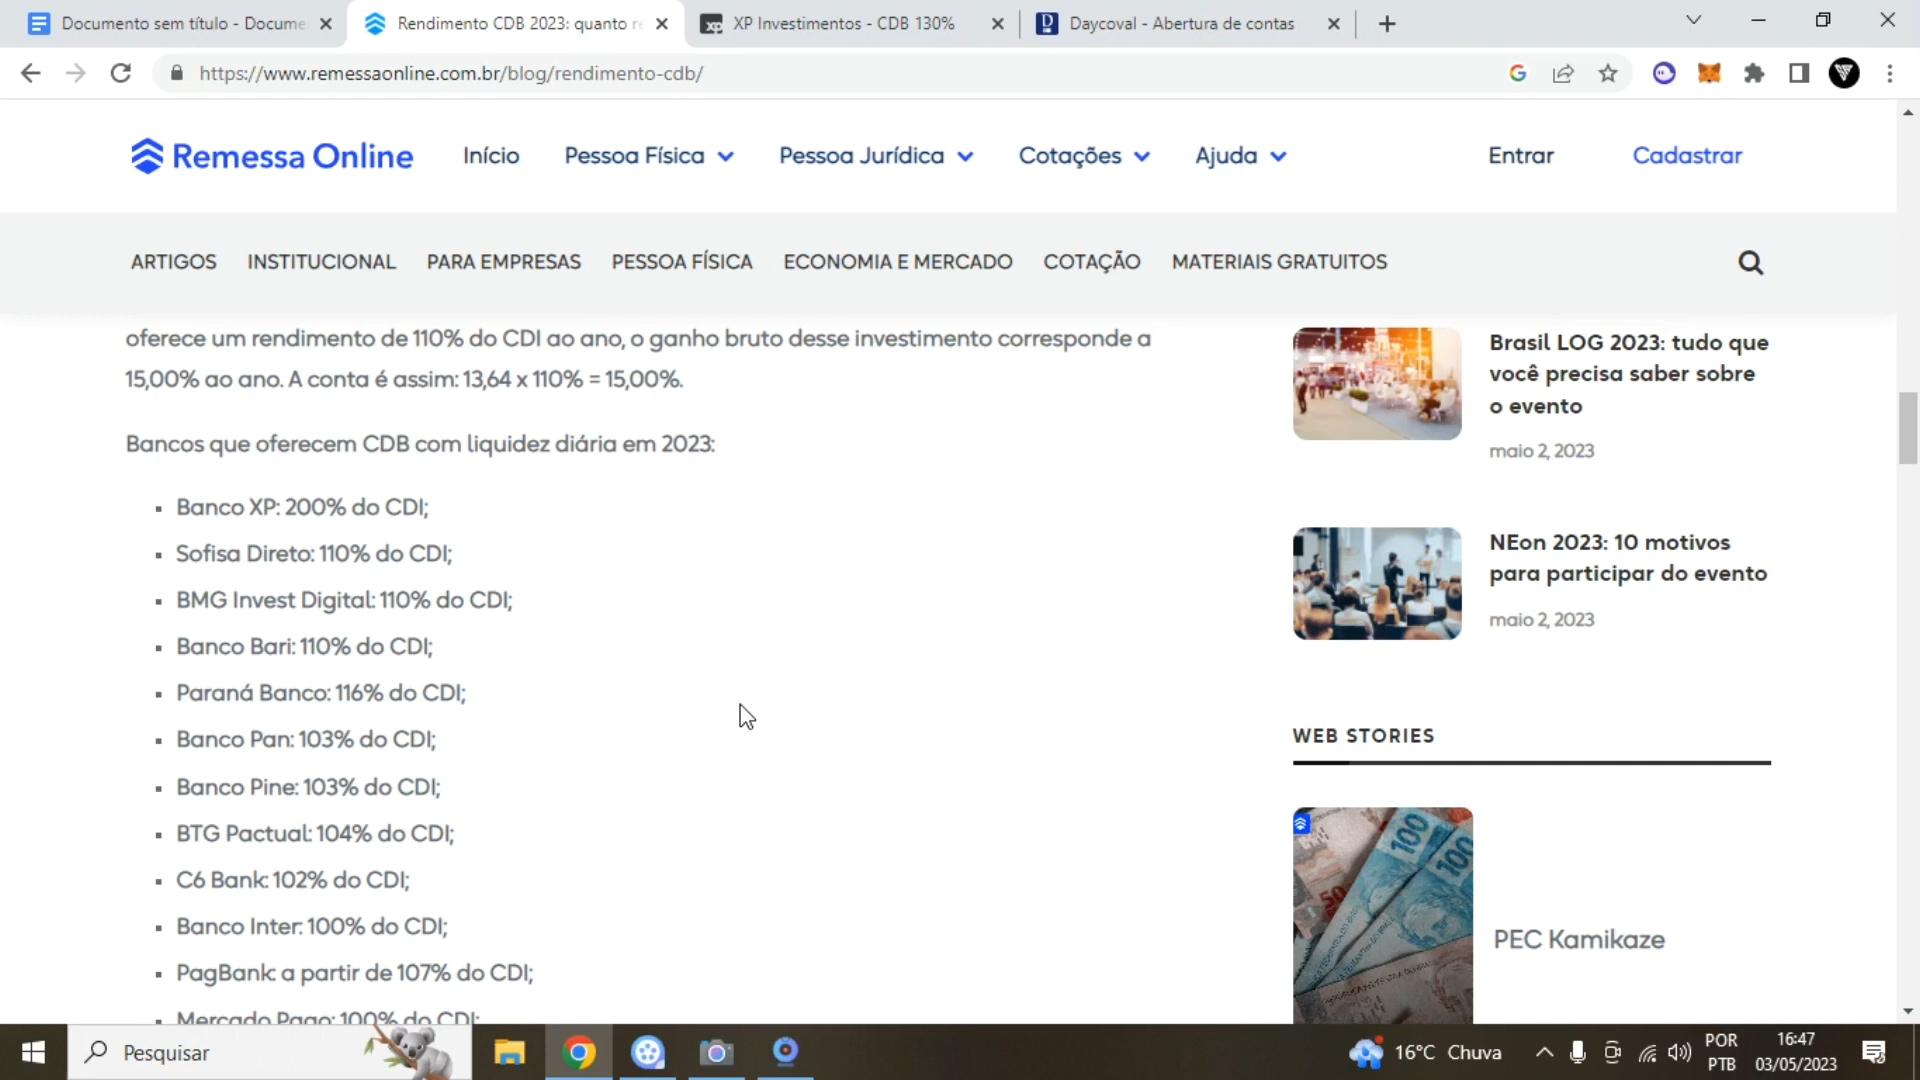 Documento sem título - Docume
Rendimento CDB 2023: quanto re
XP Investimentos - CDB 130%
Daycoval - Abertura de contas
https://www.remessaonline.com.br/blog/rendimento-cdb/
Remessa Online
Início
Pessoa Física
Pessoa Jurídica
Cotações
Ajuda
Entrar
Cadastrar
ARTIGOS
INSTITUCIONAL
PARA EMPRESAS
PESSOA FÍSICA
ECONOMIA E MERCADO
COTAÇÃO
MATERIAIS GRATUITOS
oferece um rendimento de 110% do CDI ao ano, o ganho bruto desse investimento corresponde a
15,00% ao ano. A conta é assim: 13,64 x 110% = 15,00%.
Bancos que oferecem CDB com liquidez diária em 2023:
Banco XP: 200% do CDI;
Sofisa Direto: 110% do CDI;
BMG Invest Digital: 110% do CDI;
Banco Bari: 110% do CDI;
Paraná Banco: 116% do CDI;
Banco Pan: 103% do CDI;
Banco Pine: 103% do CDI;
BTG Pactual: 104% do CDI;
C6 Bank: 102% do CDI;
Banco Inter: 100% do CDI;
PagBank: a partir de 107% do CDI;
Mercado Pago: 100% do CDI;
Brasil LOG 2023: tudo que
você precisa saber sobre
o evento
maio 2, 2023
NEon 2023: 10 motivos
para participar do evento
maio 2, 2023
WEB STORIES
100
100
50
PEC Kamikaze
Pesquisar
16°C Chuva
POR
PTB
16:47
03/05/2023